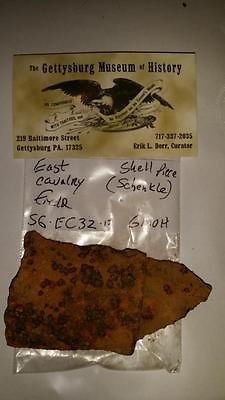 The Gettysburg Museum of History
219 Baltimore Street
Gettysburg PA. 17325
717-337-2035
Erik L. Dorr, Curator
East
cavalry
Field
Shell Piece
(Schenkle)
GMOH